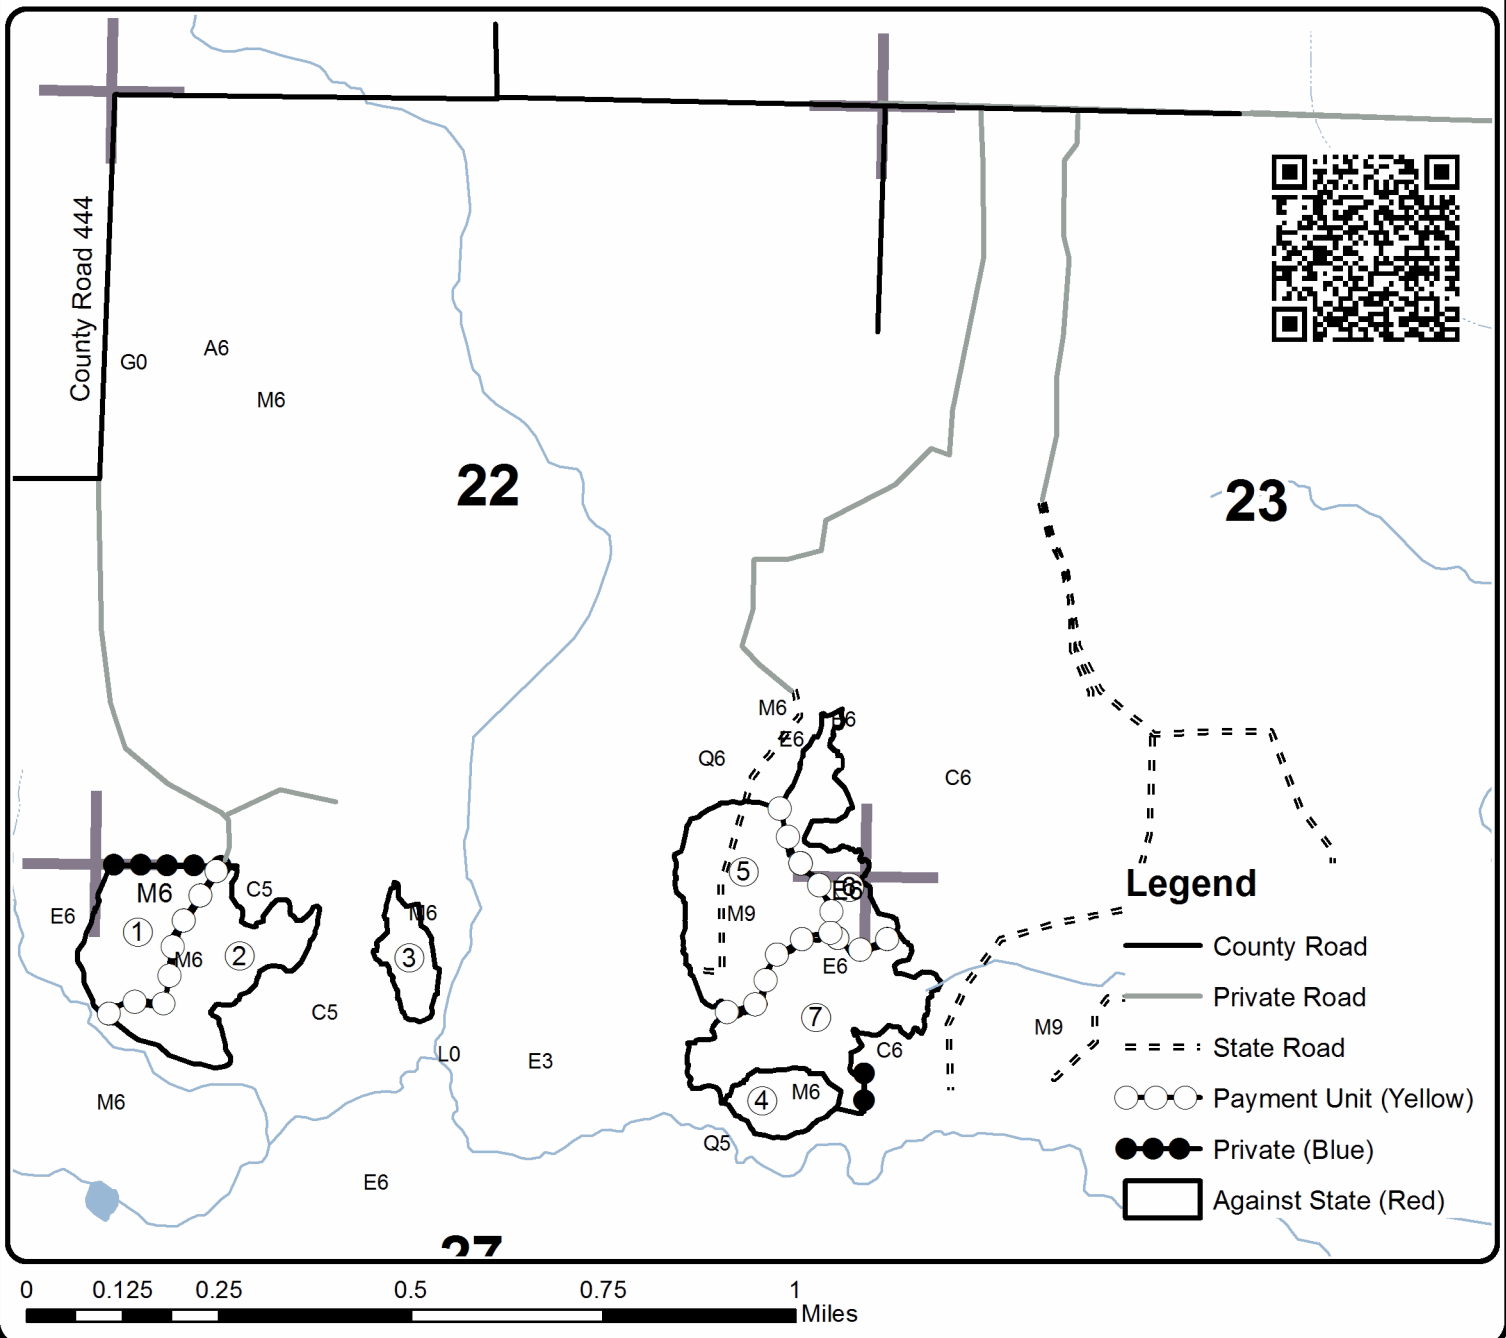 County Road 444
G0
A6
M6
22
23
M6
E6
E6
Q6
C6
5
6
E6
M9
M6
C5
E6
1
M6
2
M6
3
E6
7
C5
M9
C6
L0
E3
M6
4
M6
Q5
E6
27
Legend
County Road
Private Road
State Road
Payment Unit (Yellow)
Private (Blue)
Against State (Red)
0 0.125 0.25 0.5 0.75 1
Miles